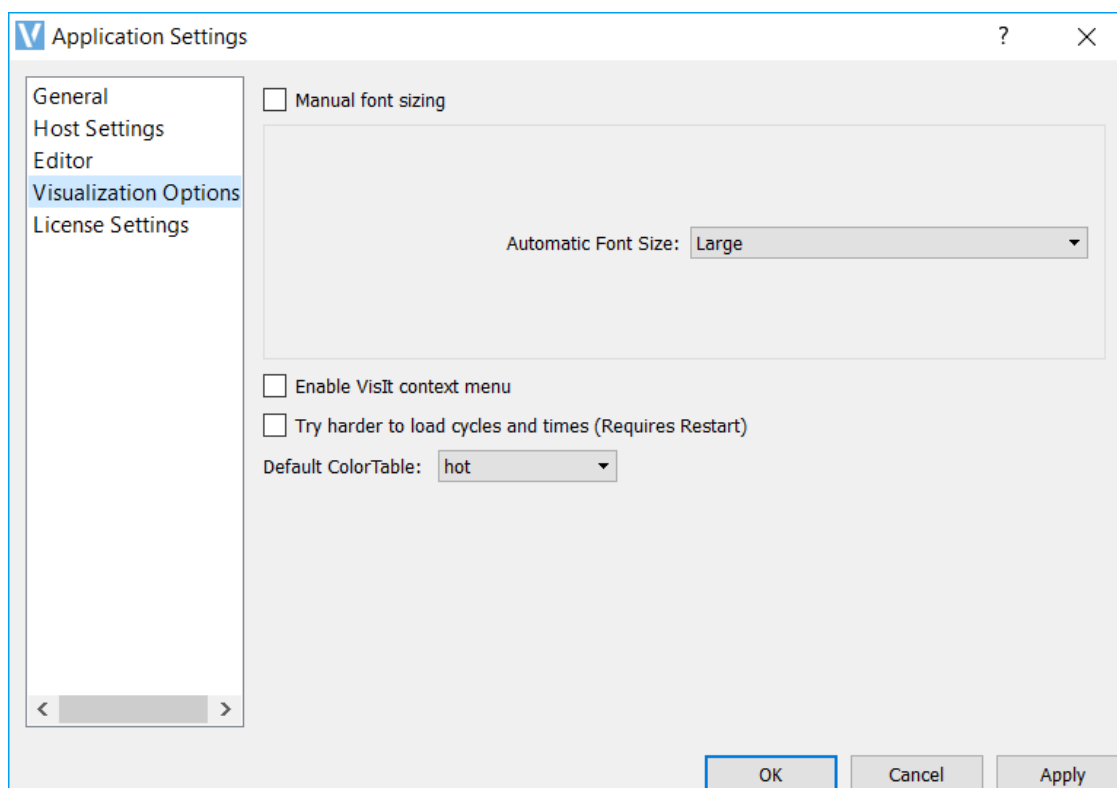 Application Settings
General
Host Settings
Editor
Visualization Options
License Settings
Manual font sizing
Automatic Font Size: Large
Enable VisIt context menu
Try harder to load cycles and times (Requires Restart)
Default ColorTable: hot
OK Cancel Apply